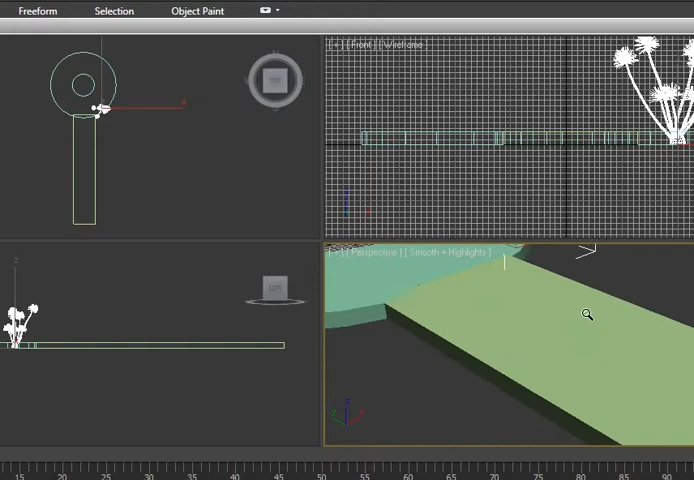 Freeform Selection Object Paint
TOP
x
[ + ] [ Front ] [ Wireframe ]
z
LEFT
[ + ] [ Perspective ] [ Smooth + Highlights ]
z
15 20 25 30 35 40 45 50 55 60 65 70 75 80 85 90